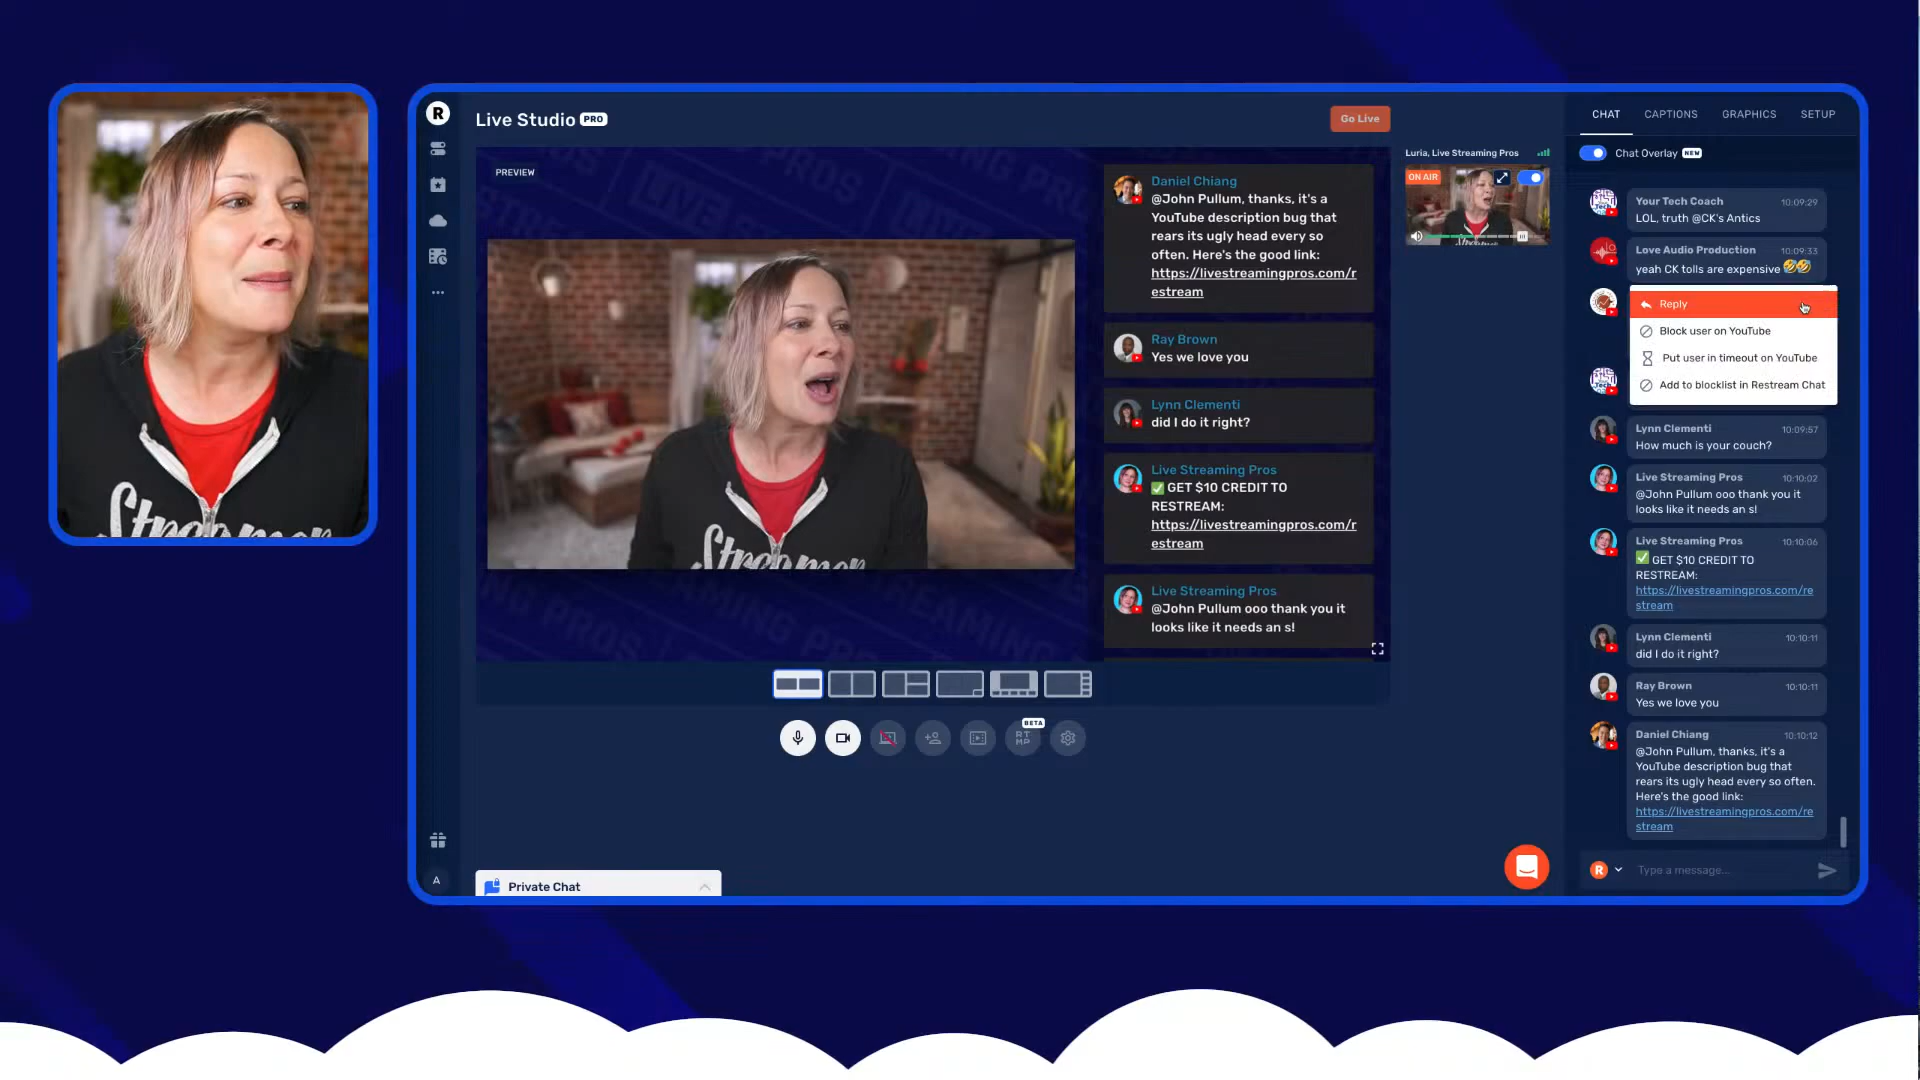 R
Live Studio PRO
Go Live
PREVIEW
Daniel Chiang
@John Pullum, thanks, it's a
YouTube description bug that
rears its ugly head every so
often. Here's the good link:
https://livestreamingpros.com/r
estream
Ray Brown
Yes we love you
Lynn Clementi
did I do it right?
Live Streaming Pros
✅ GET $10 CREDIT TO
RESTREAM:
https://livestreamingpros.com/r
estream
Live Streaming Pros
@John Pullum ooo thank you it
looks like it needs an s!
Streamer
BETA
RT
MP
A
Private Chat
Luria, Live Streaming Pros
ON AIR
CHAT CAPTIONS GRAPHICS SETUP
Chat Overlay NEW
Your Tech Coach 10:09:29
LOL, truth @CK's Antics
Love Audio Production 10:09:33
yeah CK tolls are expensive 🤣🤣
Reply
Block user on YouTube
Put user in timeout on YouTube
Add to blocklist in Restream Chat
Lynn Clementi 10:09:57
How much is your couch?
Live Streaming Pros 10:10:02
@John Pullum ooo thank you it
looks like it needs an s!
Live Streaming Pros 10:10:06
✅ GET $10 CREDIT TO
RESTREAM:
https://livestreamingpros.com/re
stream
Lynn Clementi 10:10:11
did I do it right?
Ray Brown 10:10:11
Yes we love you
Daniel Chiang 10:10:12
@John Pullum, thanks, it's a
YouTube description bug that
rears its ugly head every so often.
Here's the good link:
https://livestreamingpros.com/re
stream
R
Type a message...